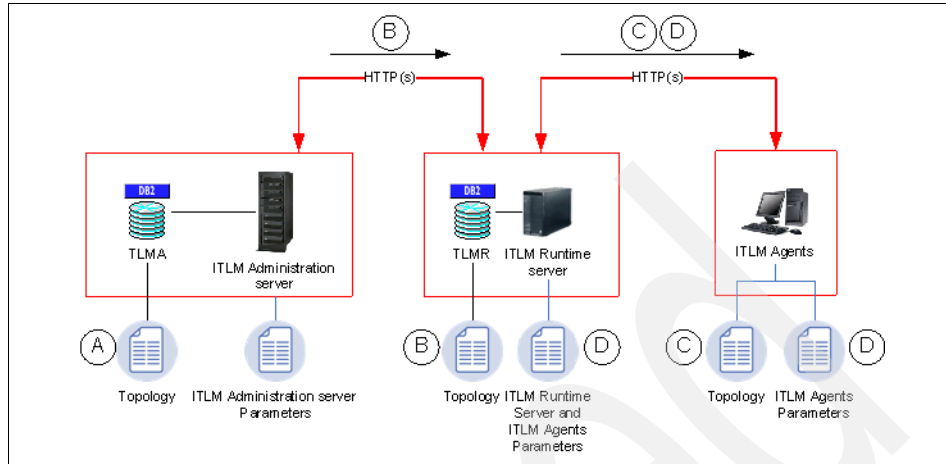 B
C D
HTTP(s)
HTTP(s)
DB2
DB2
TLMA
ITLM Administration
server
TLMR
ITLM Runtime
server
ITLM Agents
A
B
D
C
D
Topology
ITLM Administration server
Parameters
Topology
ITLM Runtime
Server and
ITLM Agents
Parameters
Topology
ITLM Agents
Parameters